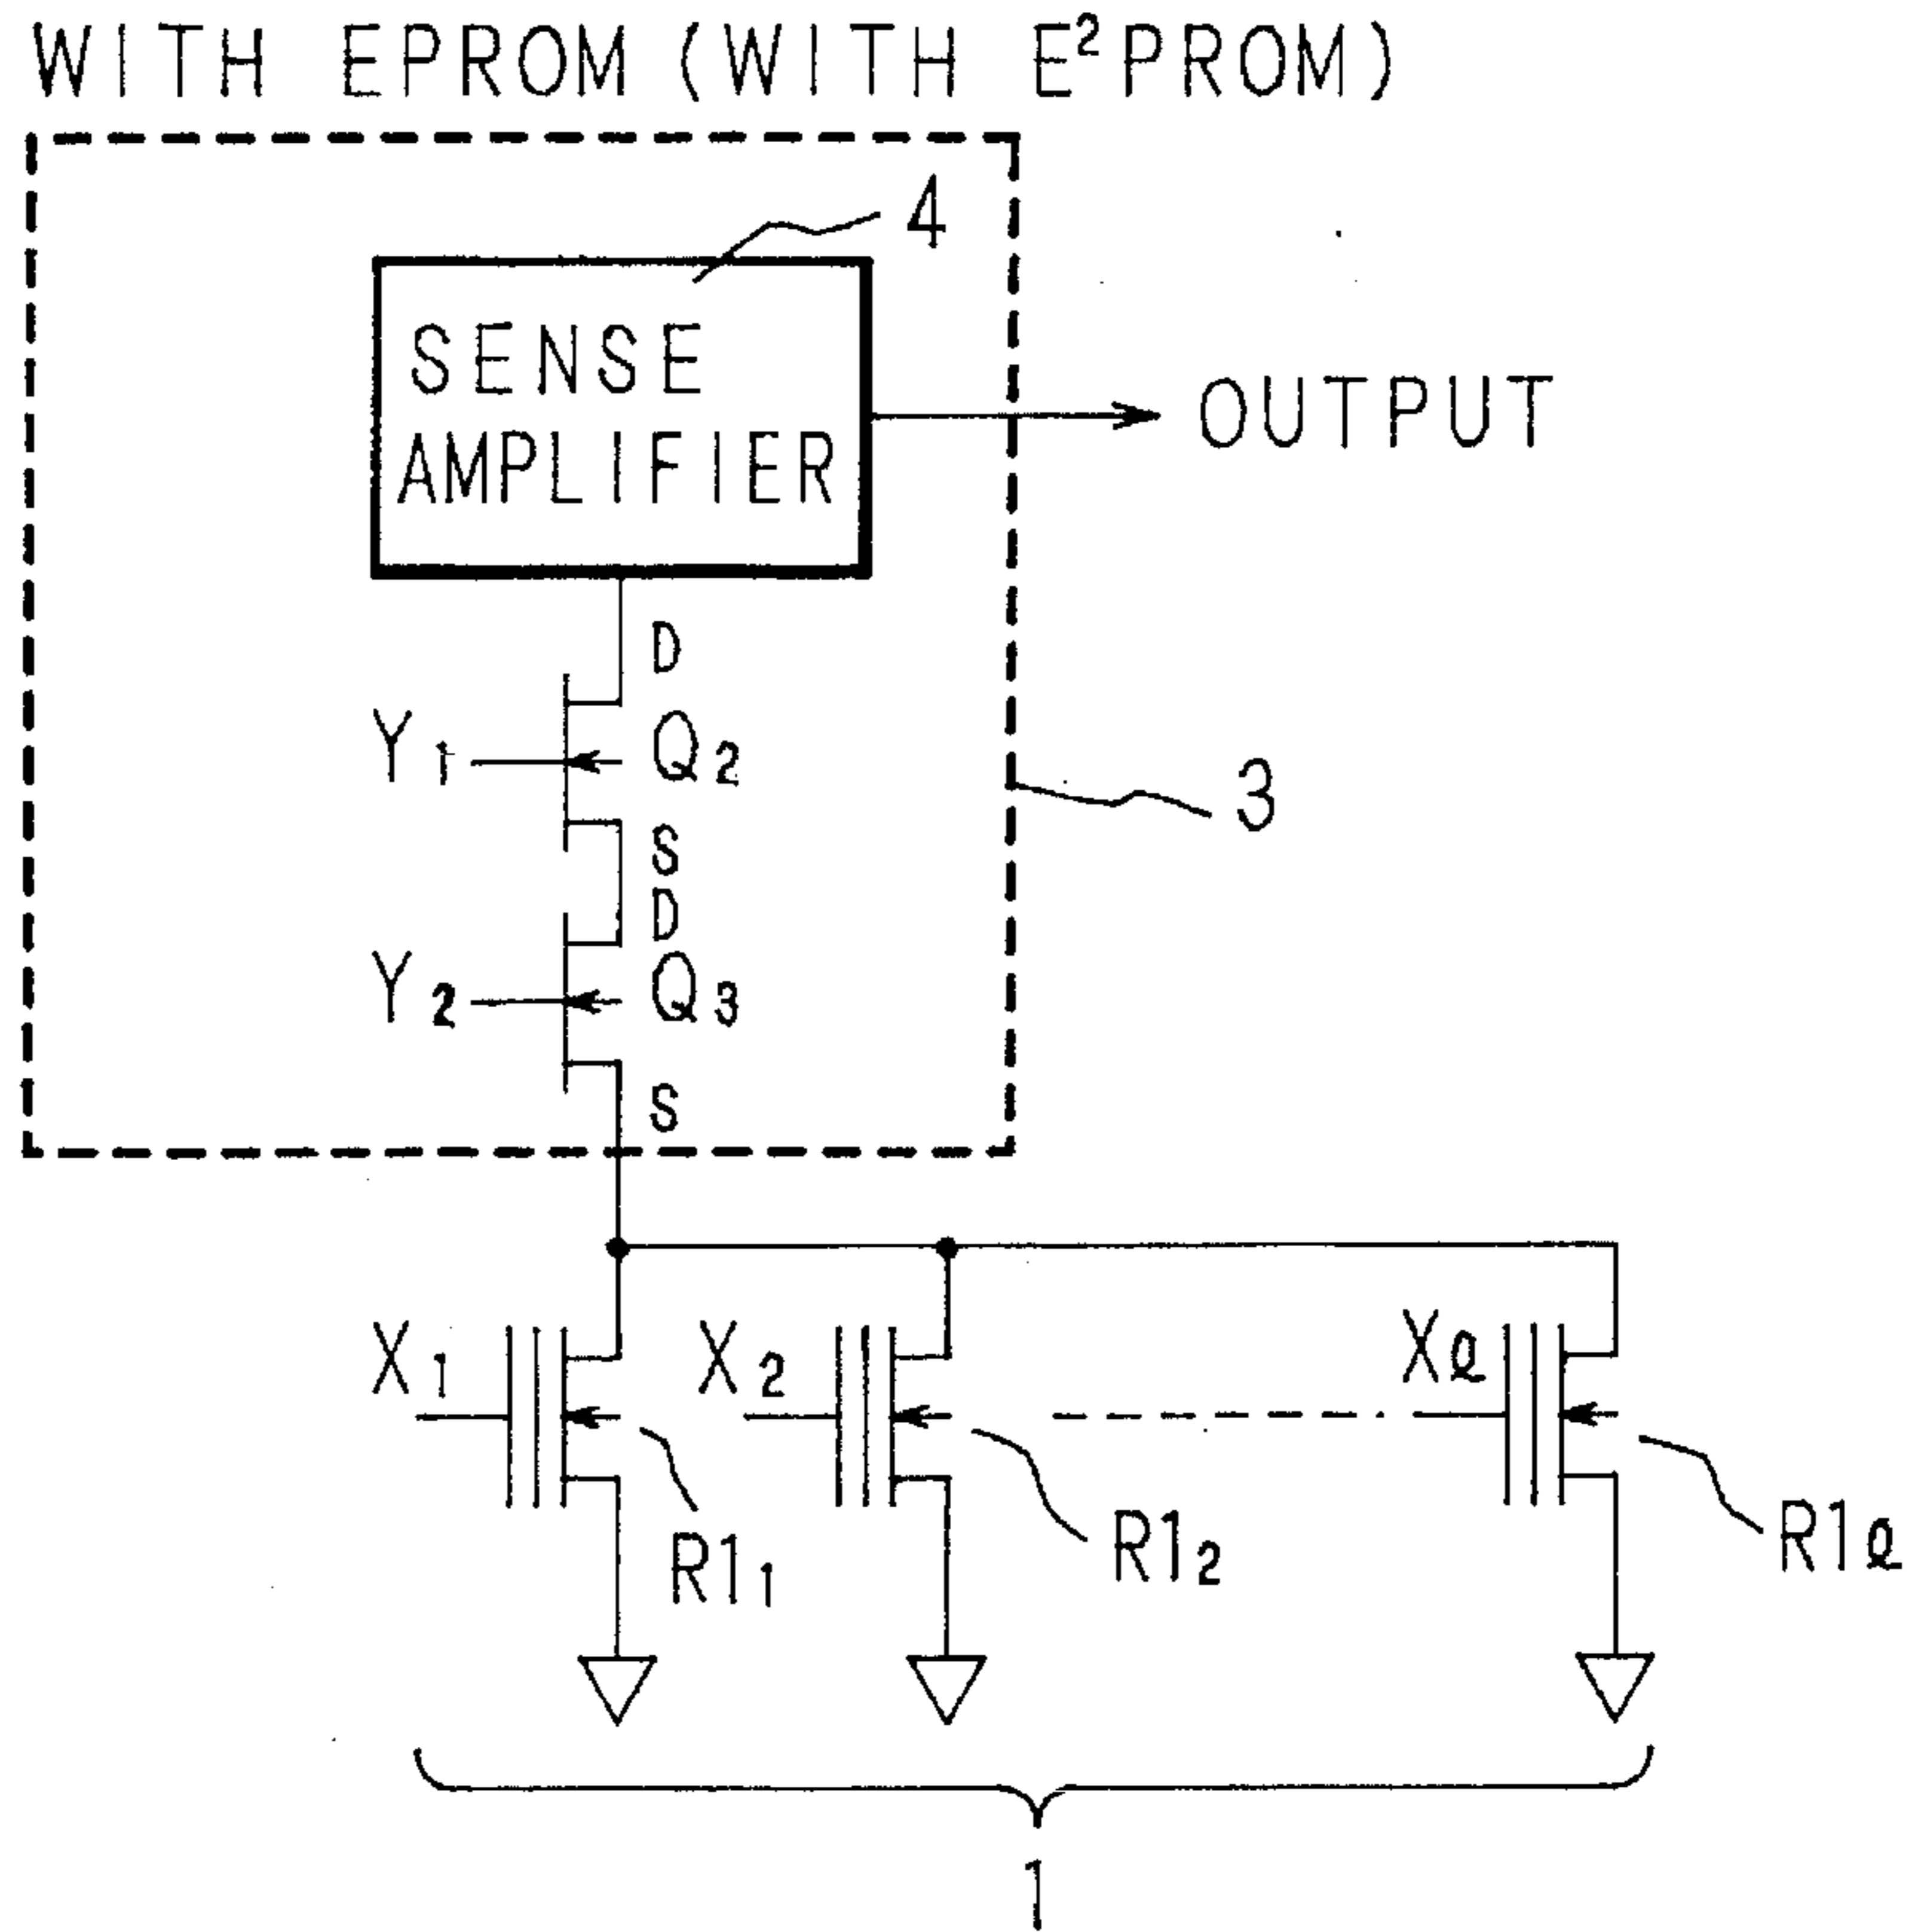 WITH EPROM (WITH E²PROM)
4
SENSE
AMPLIFIER
OUTPUT
D
Y₁
Q₂
3
S
D
Y₂
Q₃
S
X₁
X₂
Xℓ
R1₁
R1₂
R1ℓ
1